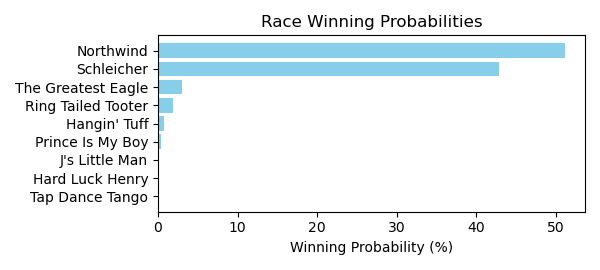 Race Winning Probabilities
Northwind
Schleicher
The Greatest Eagle
Ring Tailed Tooter
Hangin' Tuff
Prince Is My Boy
J's Little Man
Hard Luck Henry
Tap Dance Tango
0 10 20 30 40 50
Winning Probability (%)